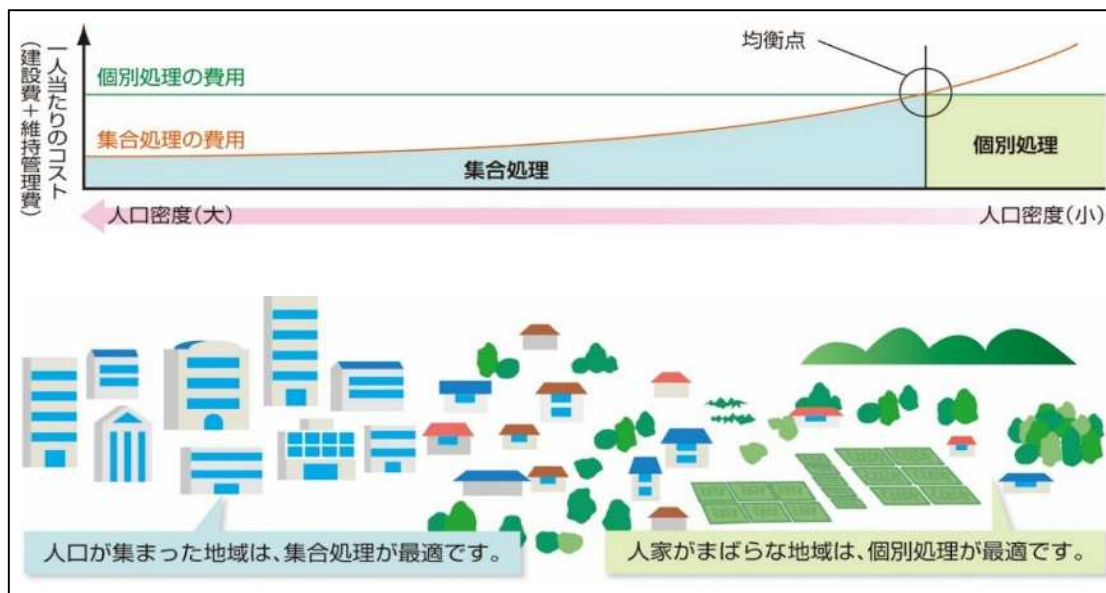 一人当たりのコスト
（建設費＋維持管理費）
均衡点
個別処理の費用
集合処理の費用
集合処理
個別処理
人口密度（大）
人口密度（小）
人口が集まった地域は、集合処理が最適です。
人家がまばらな地域は、個別処理が最適です。